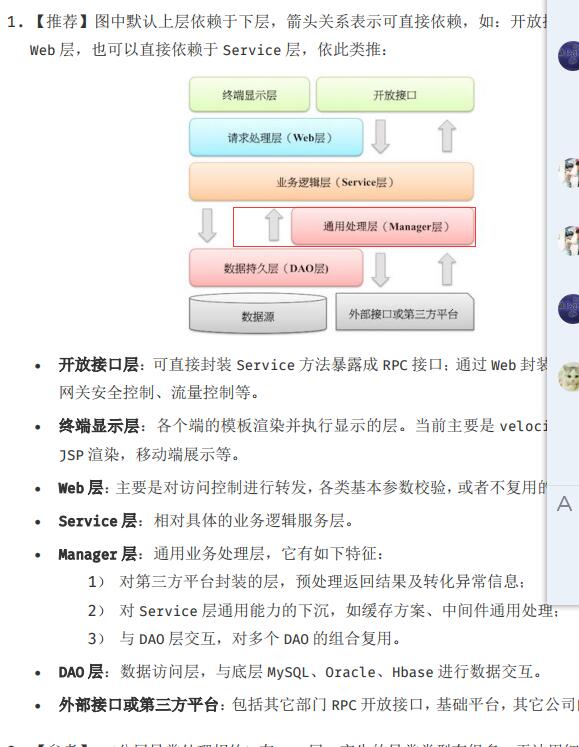 1. 【推荐】图中默认上层依赖于下层，箭头关系表示可直接依赖，如：开放
Web 层，也可以直接依赖于 Service 层，依此类推：
终端显示层 开放接口
请求处理层（Web层）
业务逻辑层（Service层）
通用处理层（Manager层）
数据持久层（DAO层）
数据源 外部接口或第三方平台
• 开放接口层：可直接封装 Service 方法暴露成 RPC 接口；通过 Web 封装
网关安全控制、流量控制等。
• 终端显示层：各个端的模板渲染并执行显示的层。当前主要是 veloci
JSP 渲染，移动端展示等。
• Web 层：主要是对访问控制进行转发，各类基本参数校验，或者不复用的
• Service 层：相对具体的业务逻辑服务层。
• Manager 层：通用业务处理层，它有如下特征：
1） 对第三方平台封装的层，预处理返回结果及转化异常信息；
2） 对 Service 层通用能力的下沉，如缓存方案、中间件通用处理；
3） 与 DAO 层交互，对多个 DAO 的组合复用。
• DAO 层：数据访问层，与底层 MySQL、Oracle、Hbase 进行数据交互。
• 外部接口或第三方平台：包括其它部门 RPC 开放接口，基础平台，其它公司
A